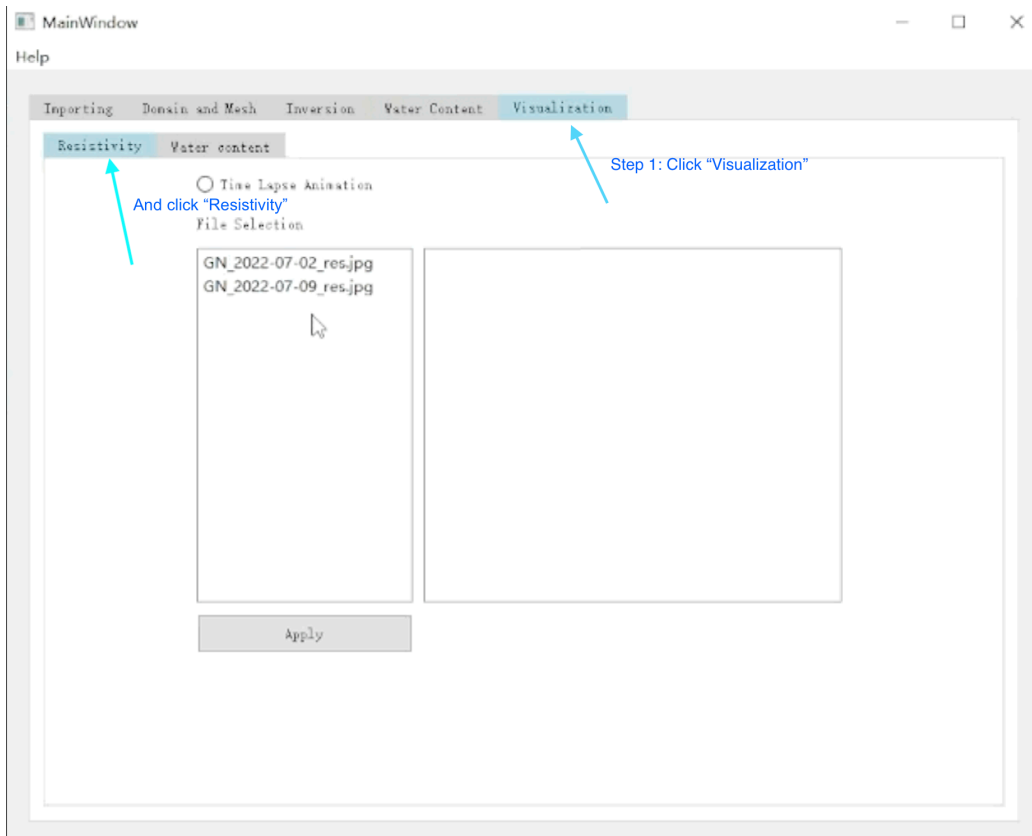 MainWindow
Help
Importing Domain and Mesh Inversion Water Content Visualization
Resistivity Water content
Step 1: Click “Visualization”
Time Lapse Animation
And click “Resistivity”
File Selection
GN_2022-07-02_res.jpg
GN_2022-07-09_res.jpg
Apply